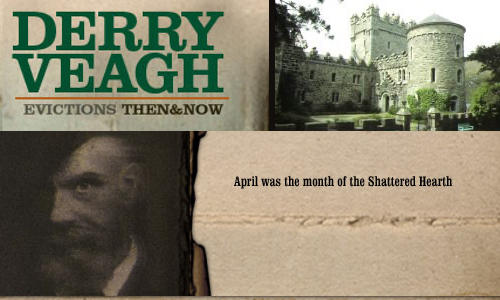 DERRY
VEAGH
EVICTIONS THEN&NOW
April was the month of the Shattered Hearth